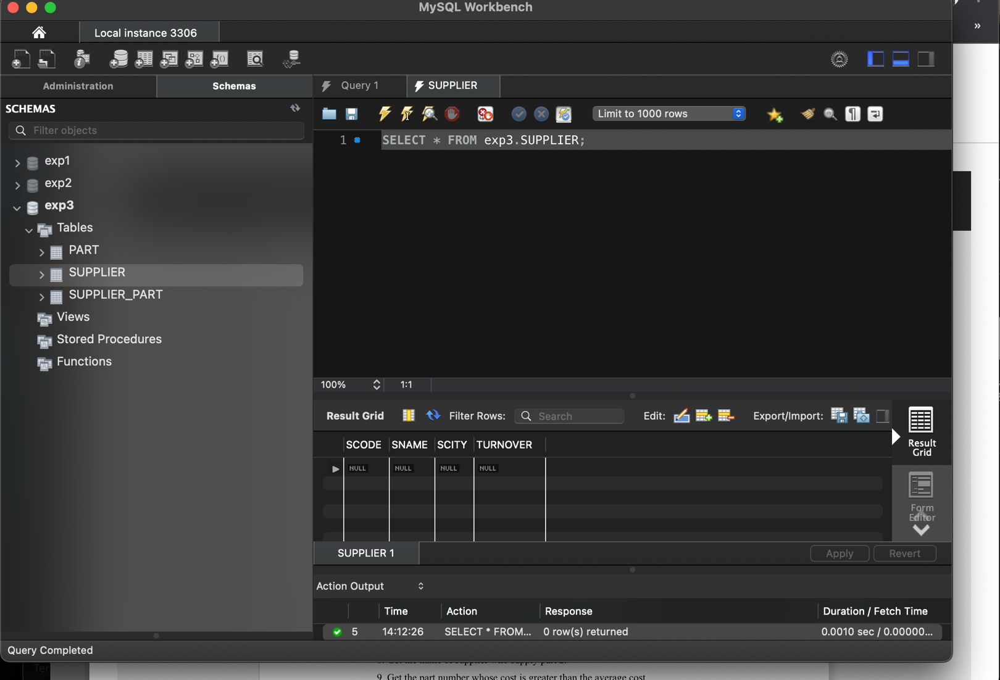 MySQL Workbench
»
Local instance 3306
Administration
Schemas
Query 1
SUPPLIER
SCHEMAS
Filter objects
Limit to 1000 rows
1
SELECT * FROM exp3.SUPPLIER;
exp1
exp2
exp3
Tables
PART
SUPPLIER
SUPPLIER_PART
Views
Stored Procedures
Functions
100%
1:1
Result Grid
Filter Rows:
Search
Edit:
Export/Import:
SCODE SNAME SCITY TURNOVER
NULL NULL NULL NULL
Result
Grid
Form
Editor
SUPPLIER 1
Apply
Revert
Action Output
Time Action Response Duration / Fetch Time
5 14:12:26 SELECT * FROM... 0 row(s) returned 0.0010 sec / 0.00000...
Query Completed
Ter
9. Get the part number whose cost is greater than the average cost